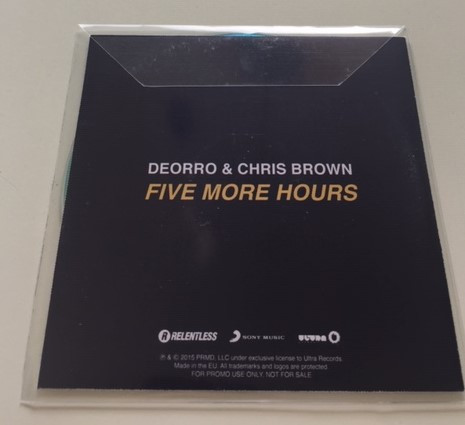 DEORRO & CHRIS BROWN
FIVE MORE HOURS
R RELENTLESS SONY MUSIC ULTRA
℗ & © 2015 PRMD, LLC under exclusive license to Ultra Records.
Made in the EU. All trademarks and logos are protected.
FOR PROMO USE ONLY. NOT FOR SALE